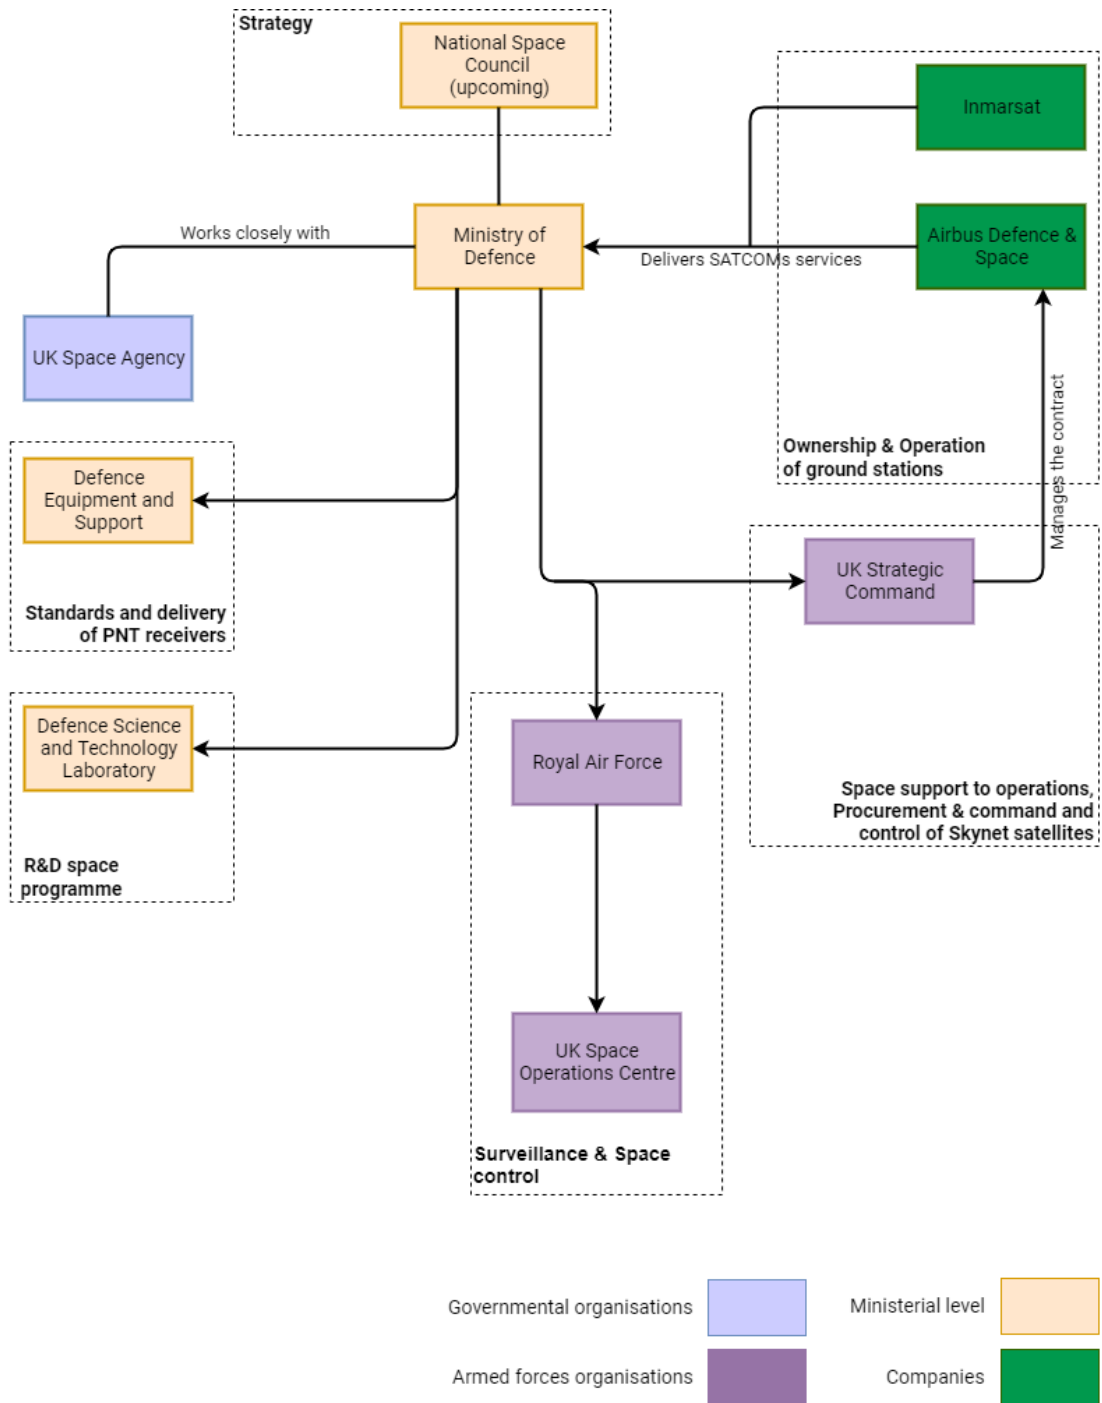 Strategy
National Space
Council
(upcoming)
Inmarsat
Works closely with
Ministry of
Defence
Delivers SATCOMs services
Airbus Defence &
Space
UK Space Agency
Manages the contract
Ownership & Operation
of ground stations
Defence
Equipment and
Support
Standards and delivery
of PNT receivers
UK Strategic
Command
Space support to operations,
Procurement & command and
control of Skynet satellites
Defence Science
and Technology
Laboratory
R&D space
programme
Royal Air Force
UK Space
Operations Centre
Surveillance & Space
control
Governmental organisations
Ministerial level
Armed forces organisations
Companies